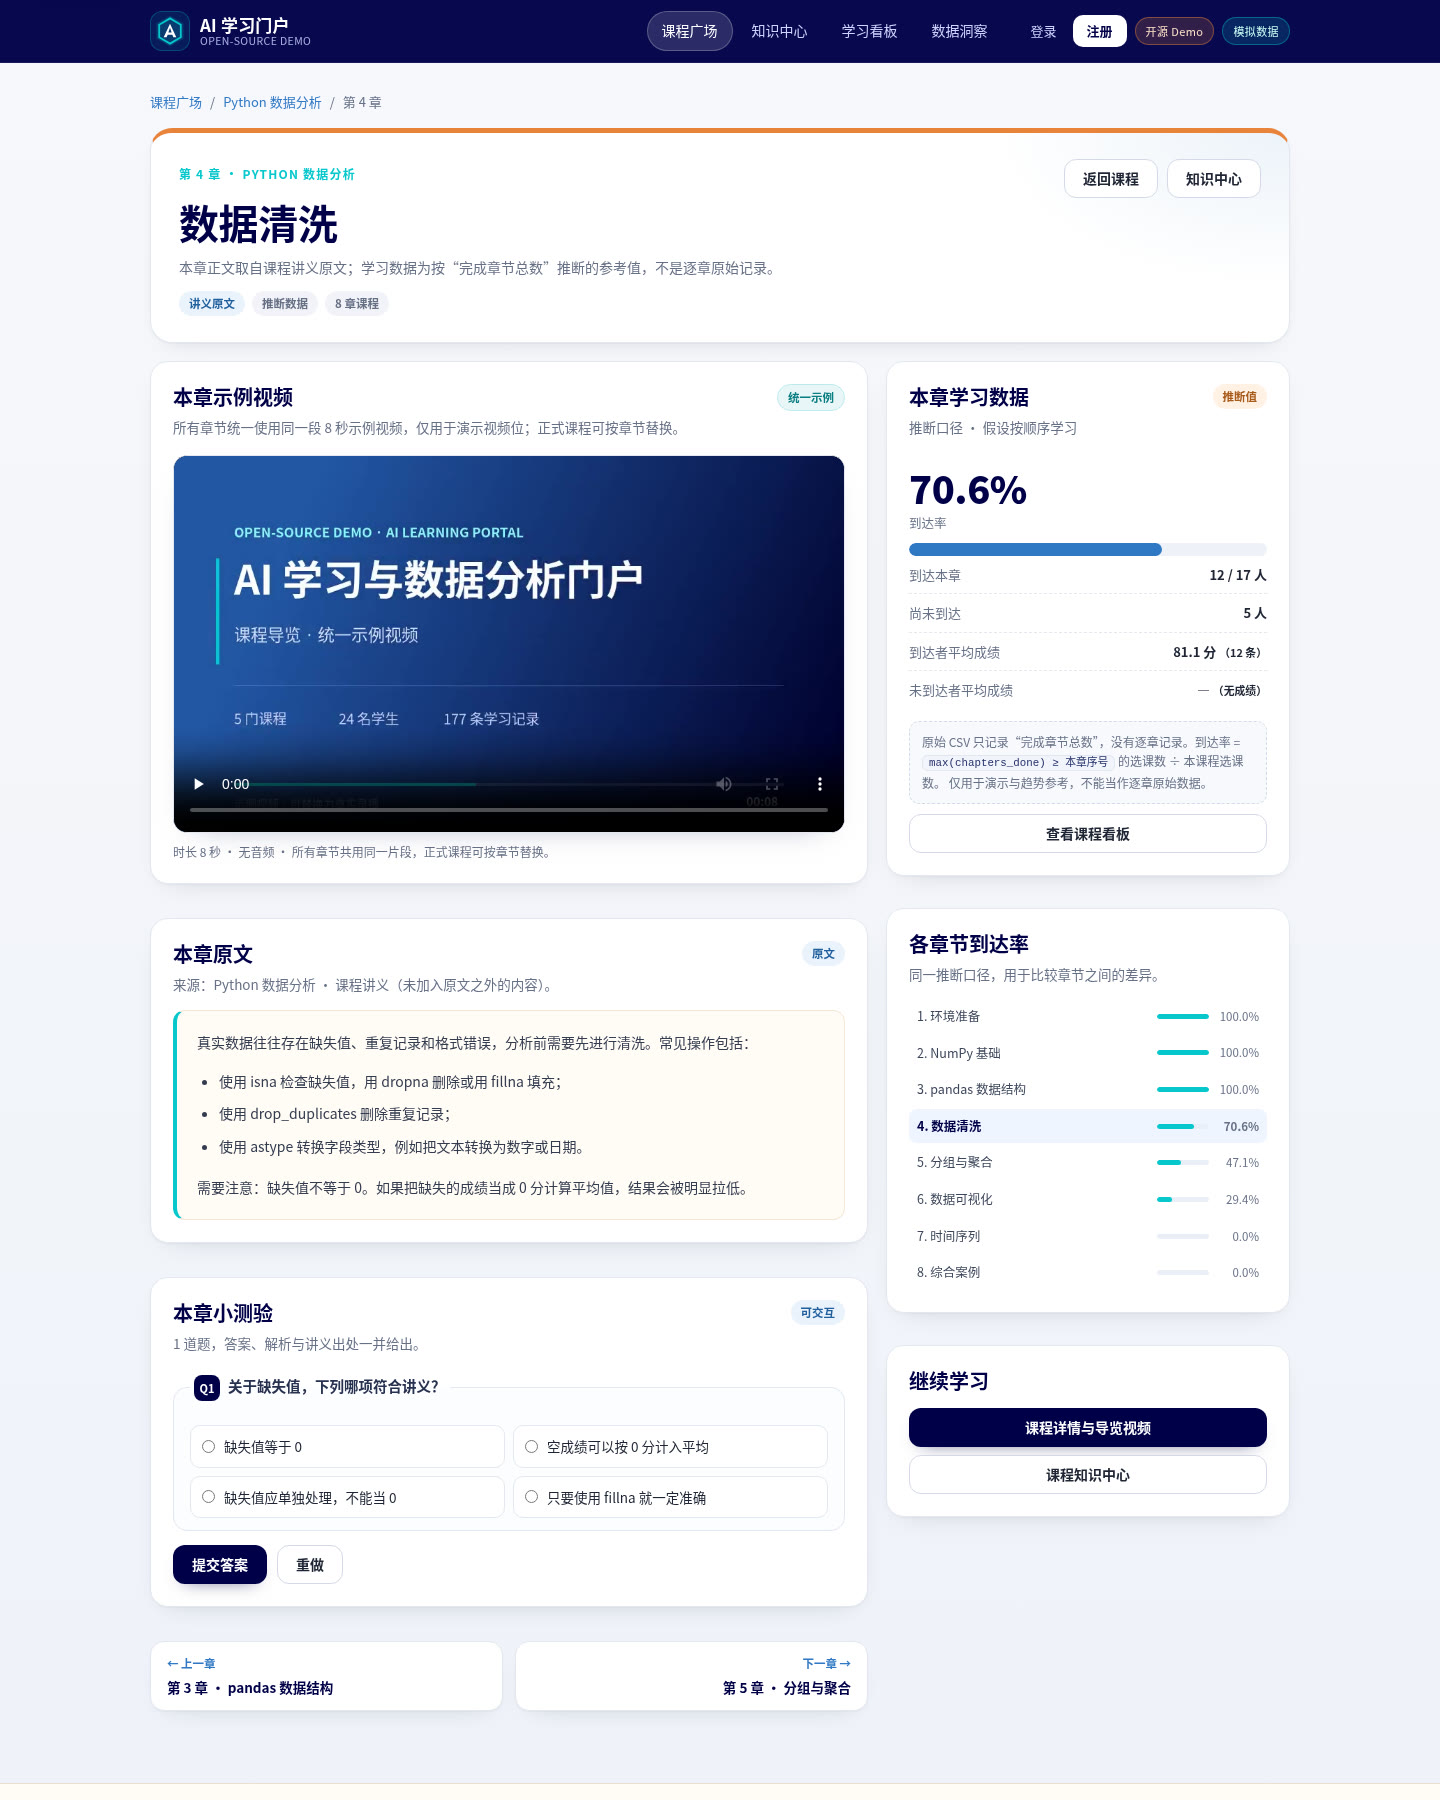 AI 学习门户
OPEN-SOURCE DEMO
课程广场 知识中心 学习看板 数据洞察 登录 注册 开源 Demo 模拟数据
课程广场 / Python 数据分析 / 第 4 章
第 4 章 · PYTHON 数据分析
返回课程 知识中心
数据清洗
本章正文取自课程讲义原文；学习数据为按“完成章节总数”推断的参考值，不是逐章原始记录。
讲义原文 推断数据 8 章课程
本章示例视频
统一示例
所有章节统一使用同一段 8 秒示例视频，仅用于演示视频位；正式课程可按章节替换。
OPEN-SOURCE DEMO · AI LEARNING PORTAL
AI 学习与数据分析门户
课程导览 · 统一示例视频
5 门课程 24 名学生 177 条学习记录
0:00
00:08
时长 8 秒 · 无音频 · 所有章节共用同一片段，正式课程可按章节替换。
本章原文
原文
来源：Python 数据分析 · 课程讲义（未加入原文之外的内容）。
真实数据往往存在缺失值、重复记录和格式错误，分析前需要先进行清洗。常见操作包括：
• 使用 isna 检查缺失值，用 dropna 删除或用 fillna 填充；
• 使用 drop_duplicates 删除重复记录；
• 使用 astype 转换字段类型，例如把文本转换为数字或日期。
需要注意：缺失值不等于 0。如果把缺失的成绩当成 0 分计算平均值，结果会被明显拉低。
本章小测验
可交互
1 道题，答案、解析与讲义出处一并给出。
Q1 关于缺失值，下列哪项符合讲义？
缺失值等于 0
空成绩可以按 0 分计入平均
缺失值应单独处理，不能当 0
只要使用 fillna 就一定准确
提交答案 重做
← 上一章
第 3 章 · pandas 数据结构
下一章 →
第 5 章 · 分组与聚合
本章学习数据
推断值
推断口径 · 假设按顺序学习
70.6%
到达率
到达本章 12 / 17 人
尚未到达 5 人
到达者平均成绩 81.1 分 （12 条）
未到达者平均成绩 — （无成绩）
原始 CSV 只记录“完成章节总数”，没有逐章记录。到达率 =
max(chapters_done) ≥ 本章序号 的选课数 ÷ 本课程选课
数。 仅用于演示与趋势参考，不能当作逐章原始数据。
查看课程看板
各章节到达率
同一推断口径，用于比较章节之间的差异。
1. 环境准备 100.0%
2. NumPy 基础 100.0%
3. pandas 数据结构 100.0%
4. 数据清洗 70.6%
5. 分组与聚合 47.1%
6. 数据可视化 29.4%
7. 时间序列 0.0%
8. 综合案例 0.0%
继续学习
课程详情与导览视频
课程知识中心